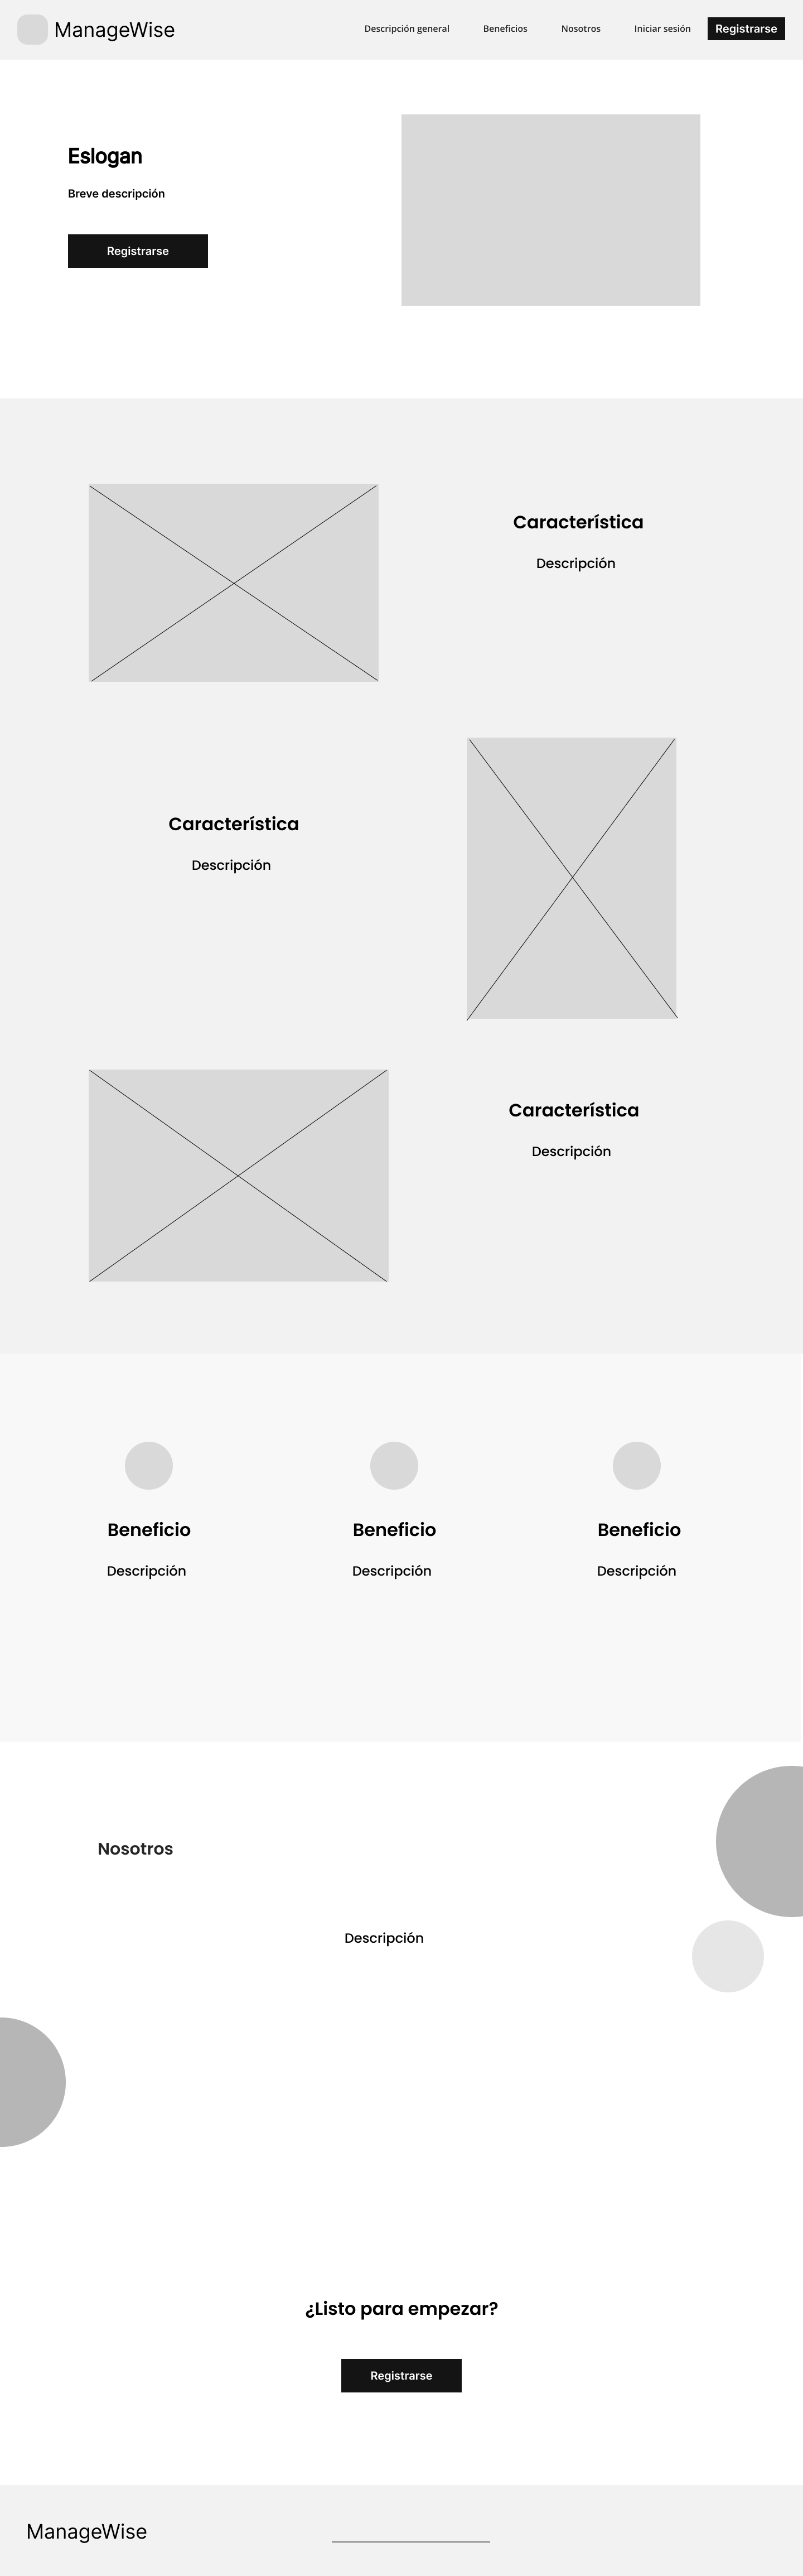 ManageWise
Descripción general
Beneficios
Nosotros
Iniciar sesión
Registrarse
Eslogan
Breve descripción
Registrarse
Característica
Descripción
Característica
Descripción
Característica
Descripción
Beneficio
Descripción
Beneficio
Descripción
Beneficio
Descripción
Nosotros
Descripción
¿Listo para empezar?
Registrarse
ManageWise